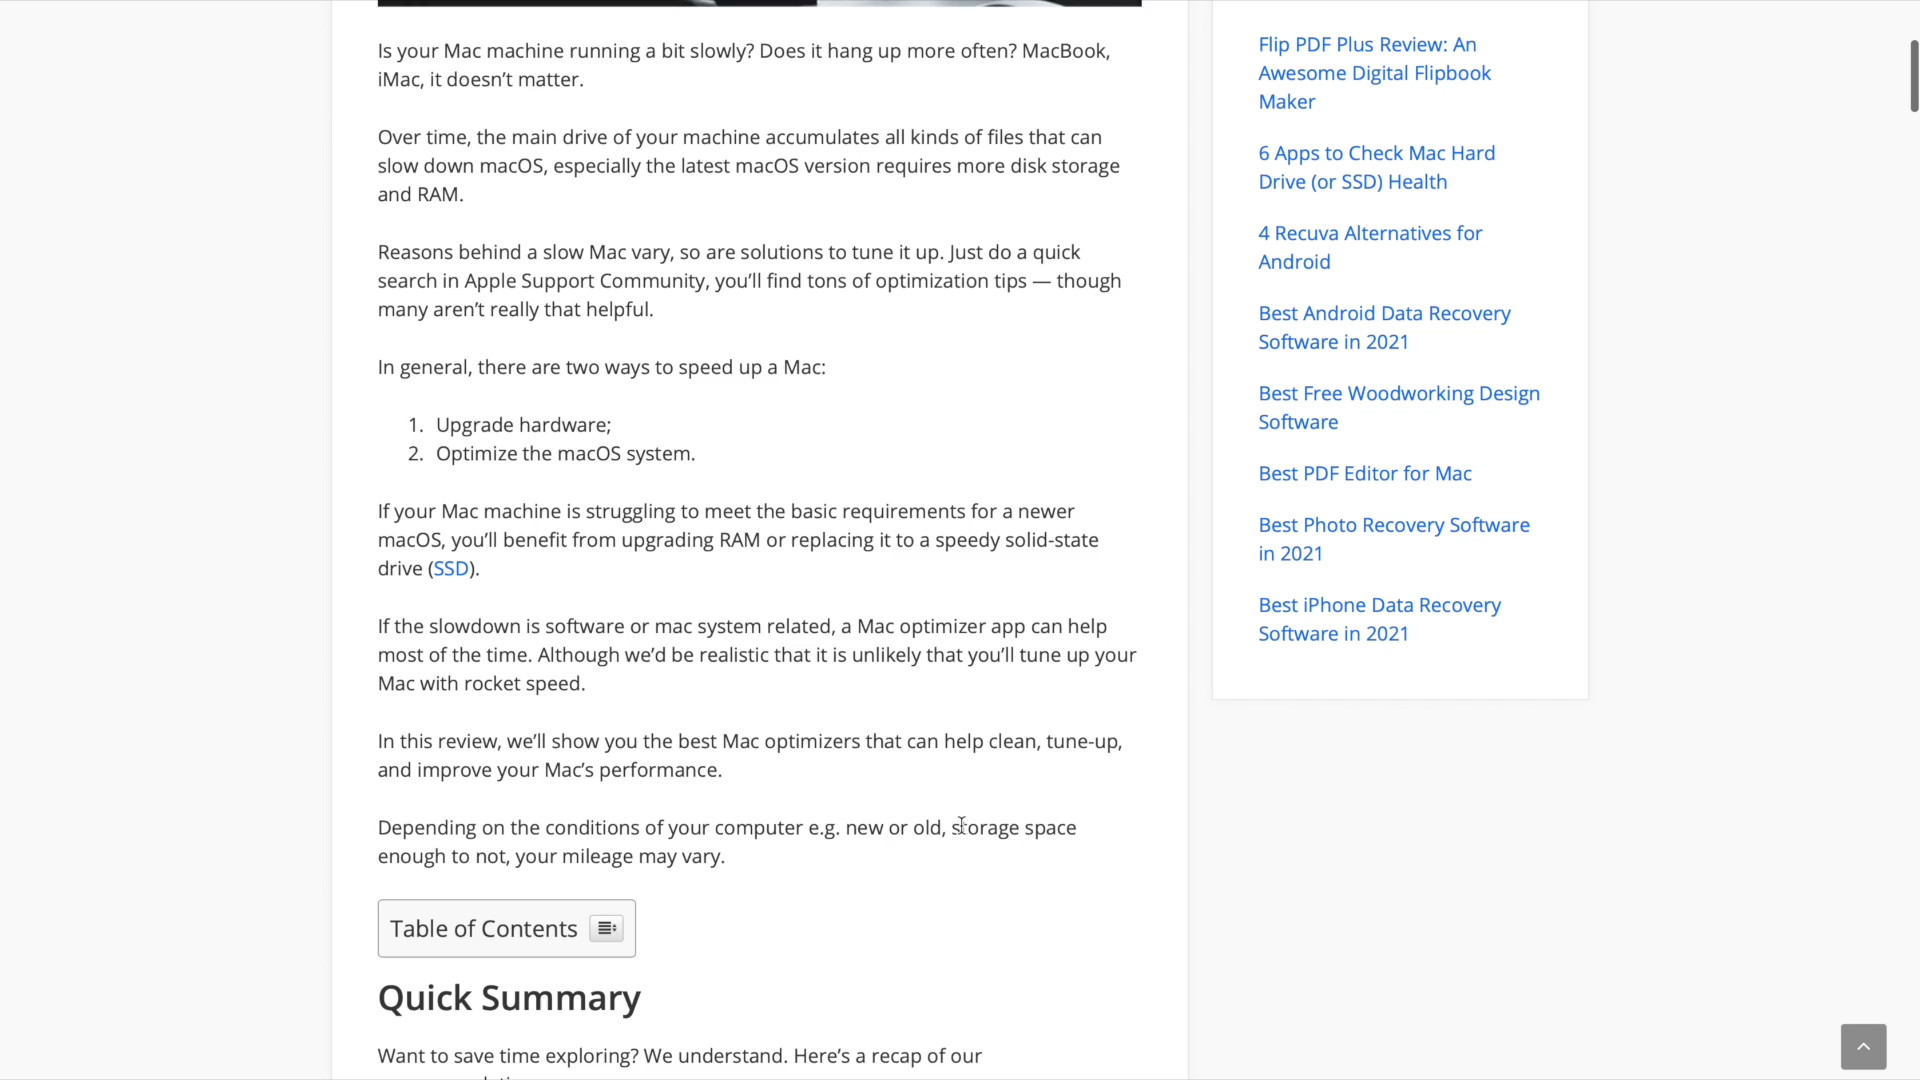 Is your Mac machine running a bit slowly? Does it hang up more often? MacBook,
iMac, it doesn’t matter.
Over time, the main drive of your machine accumulates all kinds of files that can
slow down macOS, especially the latest macOS version requires more disk storage
and RAM.
Reasons behind a slow Mac vary, so are solutions to tune it up. Just do a quick
search in Apple Support Community, you’ll find tons of optimization tips — though
many aren’t really that helpful.
In general, there are two ways to speed up a Mac:
1. Upgrade hardware;
2. Optimize the macOS system.
If your Mac machine is struggling to meet the basic requirements for a newer
macOS, you’ll benefit from upgrading RAM or replacing it to a speedy solid-state
drive (SSD).
If the slowdown is software or mac system related, a Mac optimizer app can help
most of the time. Although we’d be realistic that it is unlikely that you’ll tune up your
Mac with rocket speed.
In this review, we’ll show you the best Mac optimizers that can help clean, tune-up,
and improve your Mac’s performance.
Depending on the conditions of your computer e.g. new or old, storage space
enough to not, your mileage may vary.
Table of Contents
Quick Summary
Want to save time exploring? We understand. Here’s a recap of our
Flip PDF Plus Review: An
Awesome Digital Flipbook
Maker
6 Apps to Check Mac Hard
Drive (or SSD) Health
4 Recuva Alternatives for
Android
Best Android Data Recovery
Software in 2021
Best Free Woodworking Design
Software
Best PDF Editor for Mac
Best Photo Recovery Software
in 2021
Best iPhone Data Recovery
Software in 2021